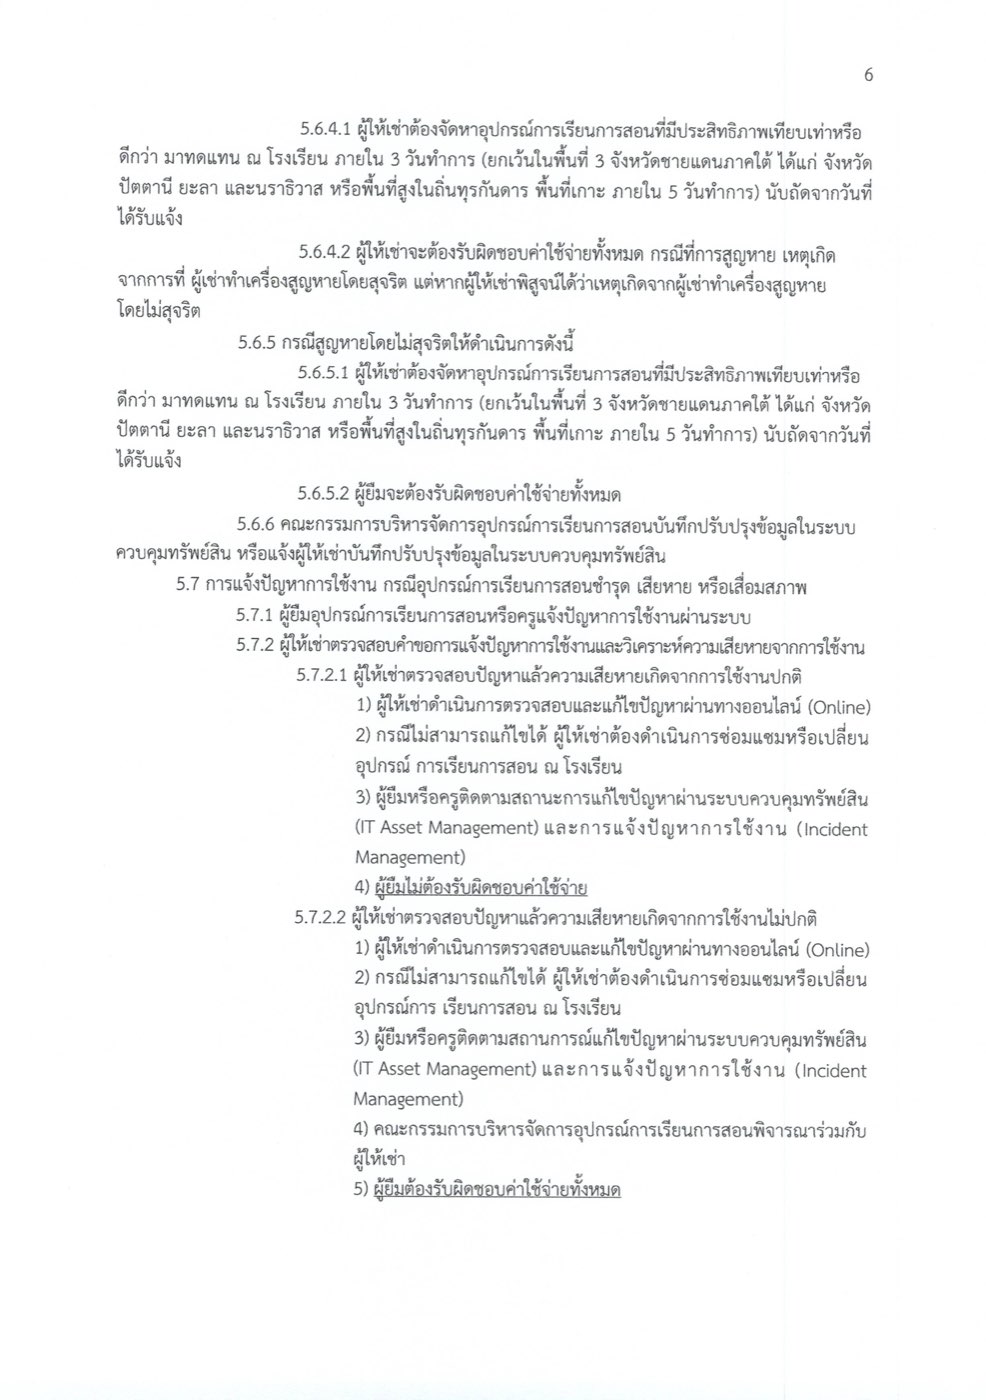 6
5.6.4.1 ผู้ให้เช่าต้องจัดหาอุปกรณ์การเรียนการสอนที่มีประสิทธิภาพเทียบเท่าหรือ
ดีกว่า มาทดแทน ณ โรงเรียน ภายใน 3 วันทำการ (ยกเว้นในพื้นที่ 3 จังหวัดชายแดนภาคใต้ ได้แก่ จังหวัด
ปัตตานี ยะลา และนราธิวาส หรือพื้นที่สูงในถิ่นทุรกันดาร พื้นที่เกาะ ภายใน 5 วันทำการ) นับถัดจากวันที่
ได้รับแจ้ง
5.6.4.2 ผู้ให้เช่าจะต้องรับผิดชอบค่าใช้จ่ายทั้งหมด กรณีที่การสูญหาย เหตุเกิด
จากการที่ ผู้เช่าทำเครื่องสูญหายโดยสุจริต แต่หากผู้ให้เช่าพิสูจน์ได้ว่าเหตุเกิดจากผู้เช่าทำเครื่องสูญหาย
โดยไม่สุจริต
5.6.5 กรณีสูญหายโดยไม่สุจริตให้ดำเนินการดังนี้
5.6.5.1 ผู้ให้เช่าต้องจัดหาอุปกรณ์การเรียนการสอนที่มีประสิทธิภาพเทียบเท่าหรือ
ดีกว่า มาทดแทน ณ โรงเรียน ภายใน 3 วันทำการ (ยกเว้นในพื้นที่ 3 จังหวัดชายแดนภาคใต้ ได้แก่ จังหวัด
ปัตตานี ยะลา และนราธิวาส หรือพื้นที่สูงในถิ่นทุรกันดาร พื้นที่เกาะ ภายใน 5 วันทำการ) นับถัดจากวันที่
ได้รับแจ้ง
5.6.5.2 ผู้ยืมจะต้องรับผิดชอบค่าใช้จ่ายทั้งหมด
5.6.6 คณะกรรมการบริหารจัดการอุปกรณ์การเรียนการสอนบันทึกปรับปรุงข้อมูลในระบบ
ควบคุมทรัพย์สิน หรือแจ้งผู้ให้เช่าบันทึกปรับปรุงข้อมูลในระบบควบคุมทรัพย์สิน
5.7 การแจ้งปัญหาการใช้งาน กรณีอุปกรณ์การเรียนการสอนชำรุด เสียหาย หรือเสื่อมสภาพ
5.7.1 ผู้ยืมอุปกรณ์การเรียนการสอนหรือครูแจ้งปัญหาการใช้งานผ่านระบบ
5.7.2 ผู้ให้เช่าตรวจสอบคำขอการแจ้งปัญหาการใช้งานและวิเคราะห์ความเสียหายจากการใช้งาน
5.7.2.1 ผู้ให้เช่าตรวจสอบปัญหาแล้วความเสียหายเกิดจากการใช้งานปกติ
1) ผู้ให้เช่าดำเนินการตรวจสอบและแก้ไขปัญหาผ่านทางออนไลน์ (Online)
2) กรณีไม่สามารถแก้ไขได้ ผู้ให้เช่าต้องดำเนินการซ่อมแซมหรือเปลี่ยน
อุปกรณ์ การเรียนการสอน ณ โรงเรียน
3) ผู้ยืมหรือครูติดตามสถานะการแก้ไขปัญหาผ่านระบบควบคุมทรัพย์สิน
(IT Asset Management) และการแจ้งปัญหาการใช้งาน (Incident
Management)
4) ผู้ยืมไม่ต้องรับผิดชอบค่าใช้จ่าย
5.7.2.2 ผู้ให้เช่าตรวจสอบปัญหาแล้วความเสียหายเกิดจากการใช้งานไม่ปกติ
1) ผู้ให้เช่าดำเนินการตรวจสอบและแก้ไขปัญหาผ่านทางออนไลน์ (Online)
2) กรณีไม่สามารถแก้ไขได้ ผู้ให้เช่าต้องดำเนินการซ่อมแซมหรือเปลี่ยน
อุปกรณ์การ เรียนการสอน ณ โรงเรียน
3) ผู้ยืมหรือครูติดตามสถานการณ์แก้ไขปัญหาผ่านระบบควบคุมทรัพย์สิน
(IT Asset Management) และการแจ้งปัญหาการใช้งาน (Incident
Management)
4) คณะกรรมการบริหารจัดการอุปกรณ์การเรียนการสอนพิจารณาร่วมกับ
ผู้ให้เช่า
5) ผู้ยืมต้องรับผิดชอบค่าใช้จ่ายทั้งหมด